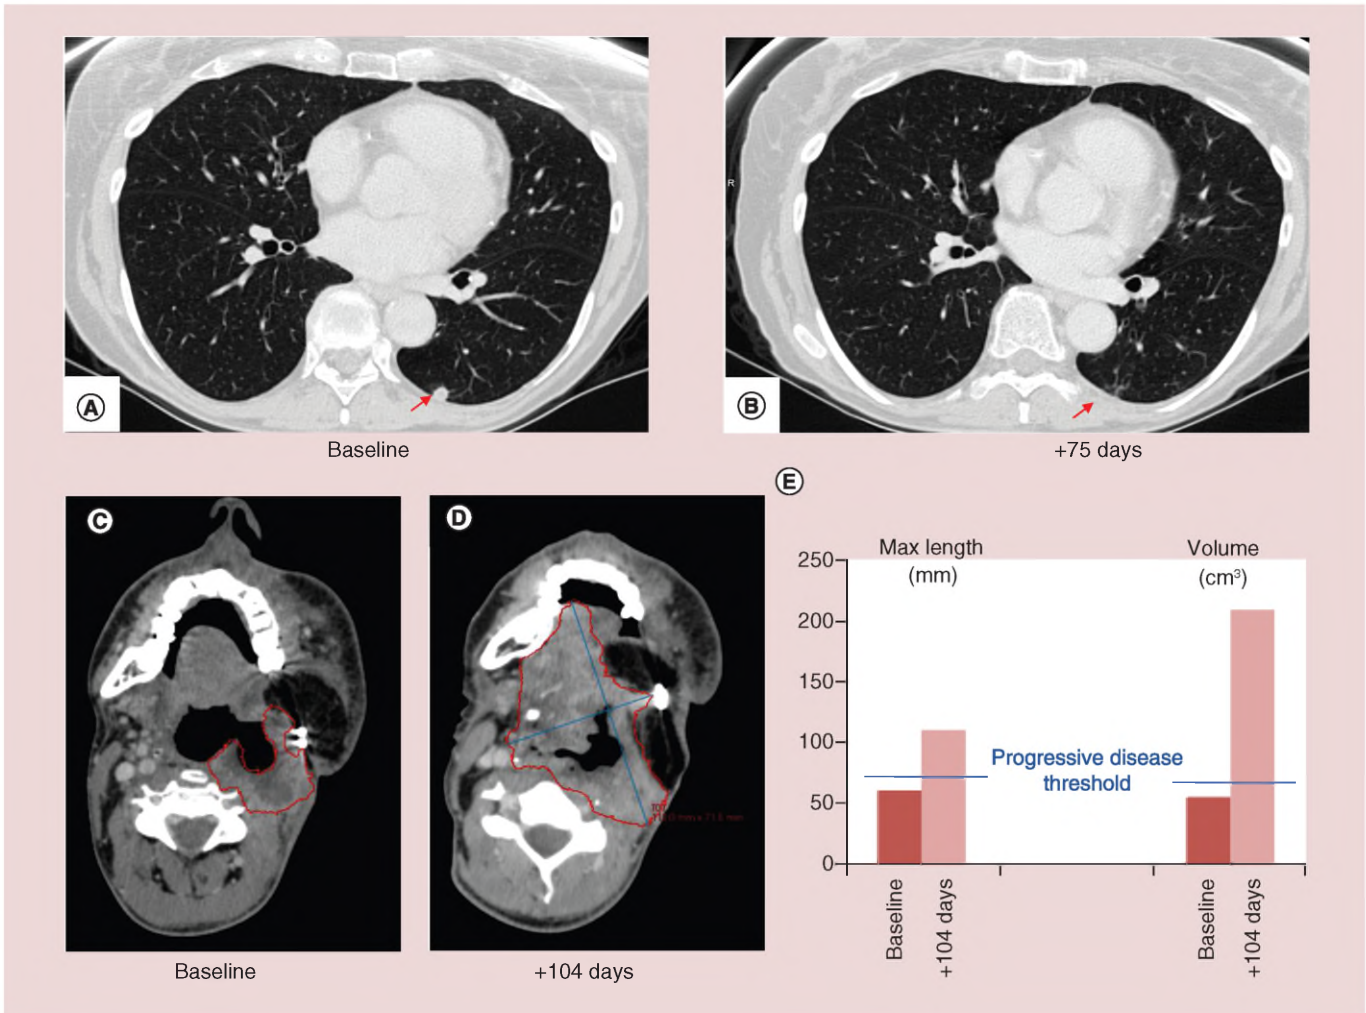 R
A
B
Baseline
+75 days
C
D
E
Max length
(mm)
Volume
(cm³)
250
200
150
100
50
0
Progressive disease
threshold
Baseline
+104 days
Baseline
+104 days
Baseline
+104 days